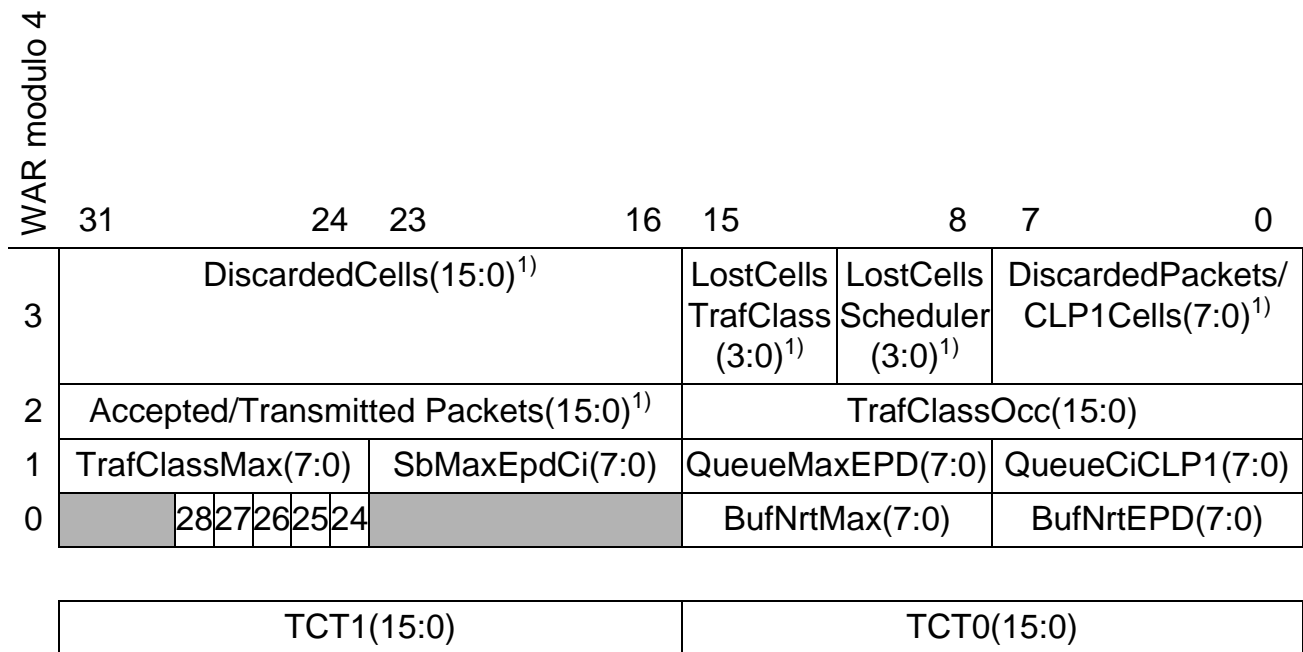 WAR modulo 4
31 24 23 16 15 8 7 0
3 DiscardedCells(15:0)1) LostCells TrafClass (3:0)1) LostCells Scheduler (3:0)1) DiscardedPackets/ CLP1Cells(7:0)1)
2 Accepted/Transmitted Packets(15:0)1) TrafClassOcc(15:0)
1 TrafClassMax(7:0) SbMaxEpdCi(7:0) QueueMaxEPD(7:0) QueueCiCLP1(7:0)
0 28 27 26 25 24 BufNrtMax(7:0) BufNrtEPD(7:0)
TCT1(15:0) TCT0(15:0)